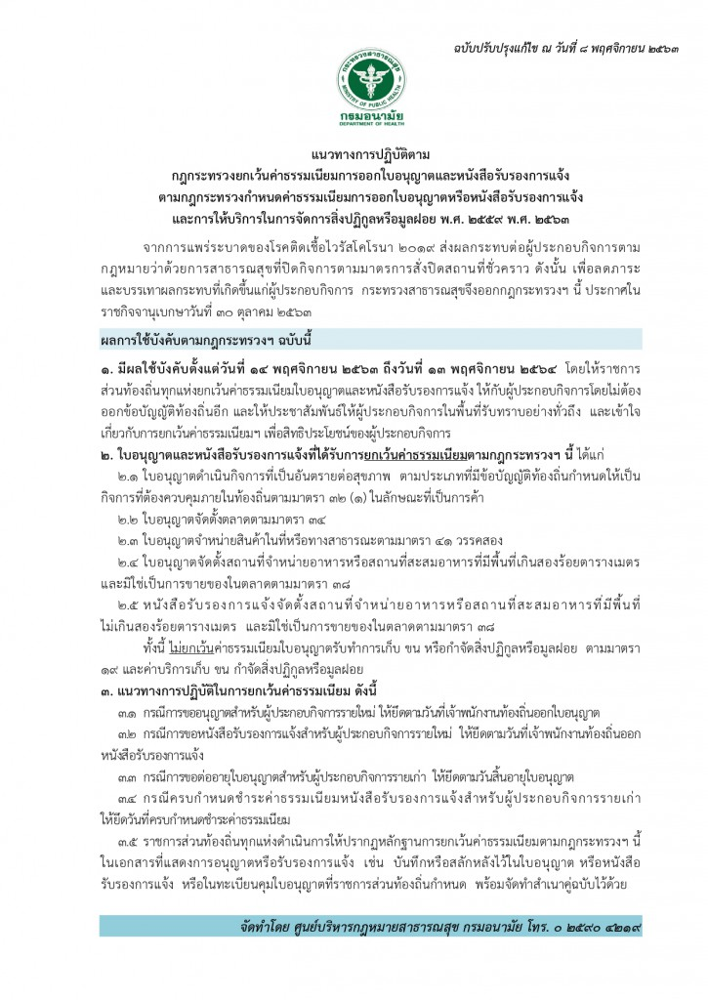 ฉบับปรับปรุงแก้ไข ณ วันที่ ๘ พฤศจิกายน ๒๕๖๓
กระทรวงสาธารณสุข
MINISTRY OF PUBLIC HEALTH
กรมอนามัย
DEPARTMENT OF HEALTH
แนวทางการปฏิบัติตาม
กฎกระทรวงยกเว้นค่าธรรมเนียมการออกใบอนุญาตและหนังสือรับรองการแจ้ง
ตามกฎกระทรวงกำหนดค่าธรรมเนียมการออกใบอนุญาตหรือหนังสือรับรองการแจ้ง
และการให้บริการในการจัดการสิ่งปฏิกูลหรือมูลฝอย พ.ศ. ๒๕๕๙ พ.ศ. ๒๕๖๓
จากการแพร่ระบาดของโรคติดเชื้อไวรัสโคโรนา ๒๐๑๙ ส่งผลกระทบต่อผู้ประกอบกิจการตาม
กฎหมายว่าด้วยการสาธารณสุขที่ปิดกิจการตามมาตรการสั่งปิดสถานที่ชั่วคราว ดังนั้น เพื่อลดภาระ
และบรรเทาผลกระทบที่เกิดขึ้นแก่ผู้ประกอบกิจการ กระทรวงสาธารณสุขจึงออกกฎกระทรวงฯ นี้ ประกาศใน
ราชกิจจานุเบกษาวันที่ ๓๐ ตุลาคม ๒๕๖๓
ผลการใช้บังคับตามกฎกระทรวงฯ ฉบับนี้
๑. มีผลใช้บังคับตั้งแต่วันที่ ๑๔ พฤศจิกายน ๒๕๖๓ ถึงวันที่ ๑๓ พฤศจิกายน ๒๕๖๔ โดยให้ราชการ
ส่วนท้องถิ่นทุกแห่งยกเว้นค่าธรรมเนียมใบอนุญาตและหนังสือรับรองการแจ้ง ให้กับผู้ประกอบกิจการโดยไม่ต้อง
ออกข้อบัญญัติท้องถิ่นอีก และให้ประชาสัมพันธ์ให้ผู้ประกอบกิจการในพื้นที่รับทราบอย่างทั่วถึง และเข้าใจ
เกี่ยวกับการยกเว้นค่าธรรมเนียมฯ เพื่อสิทธิประโยชน์ของผู้ประกอบกิจการ
๒. ใบอนุญาตและหนังสือรับรองการแจ้งที่ได้รับการยกเว้นค่าธรรมเนียมตามกฎกระทรวงฯ นี้ ได้แก่
๒.๑ ใบอนุญาตดำเนินกิจการที่เป็นอันตรายต่อสุขภาพ ตามประเภทที่มีข้อบัญญัติท้องถิ่นกำหนดให้เป็น
กิจการที่ต้องควบคุมภายในท้องถิ่นตามมาตรา ๓๒ (๑) ในลักษณะที่เป็นการค้า
๒.๒ ใบอนุญาตจัดตั้งตลาดตามมาตรา ๓๔
๒.๓ ใบอนุญาตจำหน่ายสินค้าในที่หรือทางสาธารณะตามมาตรา ๔๑ วรรคสอง
๒.๔ ใบอนุญาตจัดตั้งสถานที่จำหน่ายอาหารหรือสถานที่สะสมอาหารที่มีพื้นที่เกินสองร้อยตารางเมตร
และมิใช่เป็นการขายของในตลาดตามมาตรา ๓๘
๒.๕ หนังสือรับรองการแจ้งจัดตั้งสถานที่จำหน่ายอาหารหรือสถานที่สะสมอาหารที่มีพื้นที่
ไม่เกินสองร้อยตารางเมตร และมิใช่เป็นการขายของในตลาดตามมาตรา ๓๘
ทั้งนี้ ไม่ยกเว้นค่าธรรมเนียมใบอนุญาตรับทำการเก็บ ขน หรือกำจัดสิ่งปฏิกูลหรือมูลฝอย ตามมาตรา
๑๙ และค่าบริการเก็บ ขน กำจัดสิ่งปฏิกูลหรือมูลฝอย
๓. แนวทางการปฏิบัติในการยกเว้นค่าธรรมเนียม ดังนี้
๓.๑ กรณีการขออนุญาตสำหรับผู้ประกอบกิจการรายใหม่ ให้ยึดตามวันที่เจ้าพนักงานท้องถิ่นออกใบอนุญาต
๓.๒ กรณีการขอหนังสือรับรองการแจ้งสำหรับผู้ประกอบกิจการรายใหม่ ให้ยึดตามวันที่เจ้าพนักงานท้องถิ่นออก
หนังสือรับรองการแจ้ง
๓.๓ กรณีการขอต่ออายุใบอนุญาตสำหรับผู้ประกอบกิจการรายเก่า ให้ยึดตามวันสิ้นอายุใบอนุญาต
๓.๔ กรณีครบกำหนดชำระค่าธรรมเนียมหนังสือรับรองการแจ้งสำหรับผู้ประกอบกิจการรายเก่า
ให้ยึดวันที่ครบกำหนดชำระค่าธรรมเนียม
๓.๕ ราชการส่วนท้องถิ่นทุกแห่งดำเนินการให้ปรากฏหลักฐานการยกเว้นค่าธรรมเนียมตามกฎกระทรวงฯ นี้
ในเอกสารที่แสดงการอนุญาตหรือรับรองการแจ้ง เช่น บันทึกหรือสลักหลังไว้ในใบอนุญาต หรือหนังสือ
รับรองการแจ้ง หรือในทะเบียนคุมใบอนุญาตที่ราชการส่วนท้องถิ่นกำหนด พร้อมจัดทำสำเนาคู่ฉบับไว้ด้วย
จัดทำโดย ศูนย์บริหารกฎหมายสาธารณสุข กรมอนามัย โทร. ๐ ๒๕๙๐ ๔๒๑๙